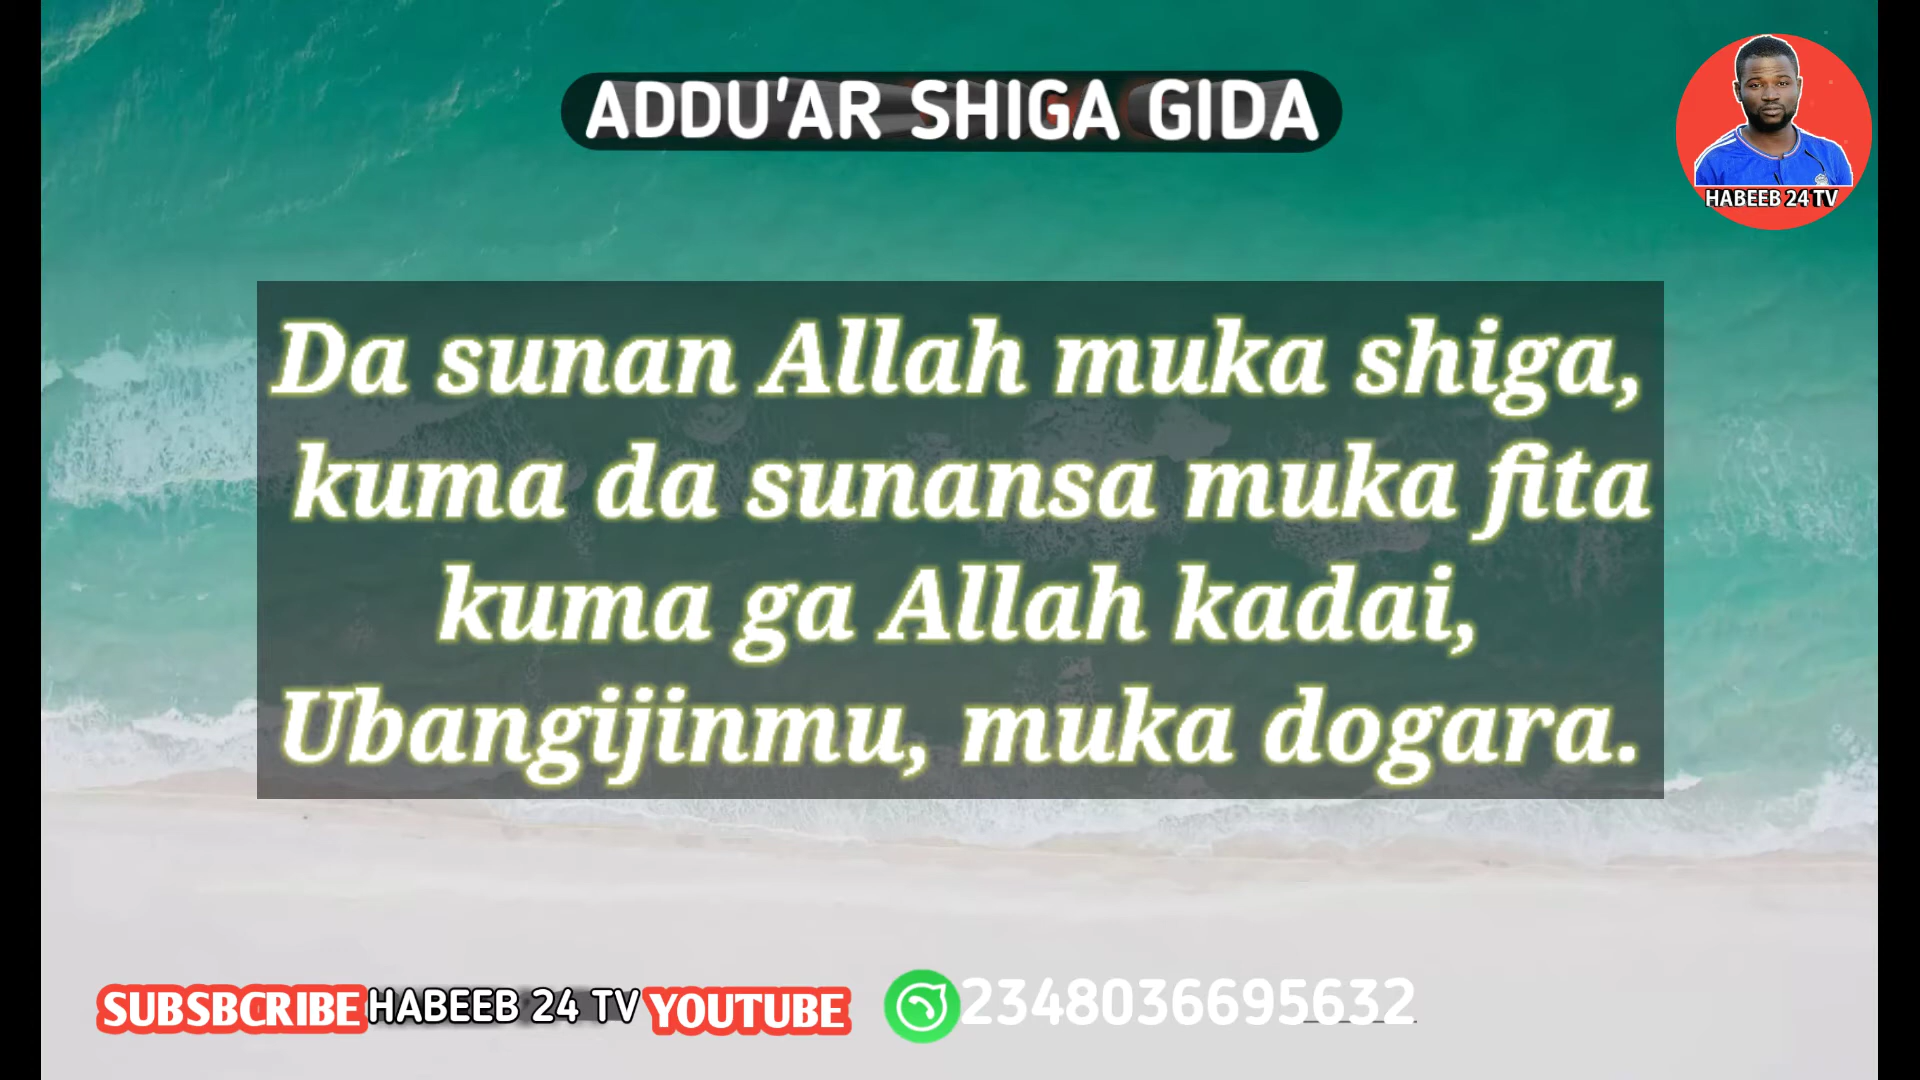 ADDU'AR SHIGA GIDA
HABEEB 24 TV
Da sunan Allah muka shiga,
kuma da sunansa muka fita
kuma ga Allah kadai,
Ubangijinmu, muka dogara.
SUBSBCRIBE HABEEB 24 TV YOUTUBE 2348036695632